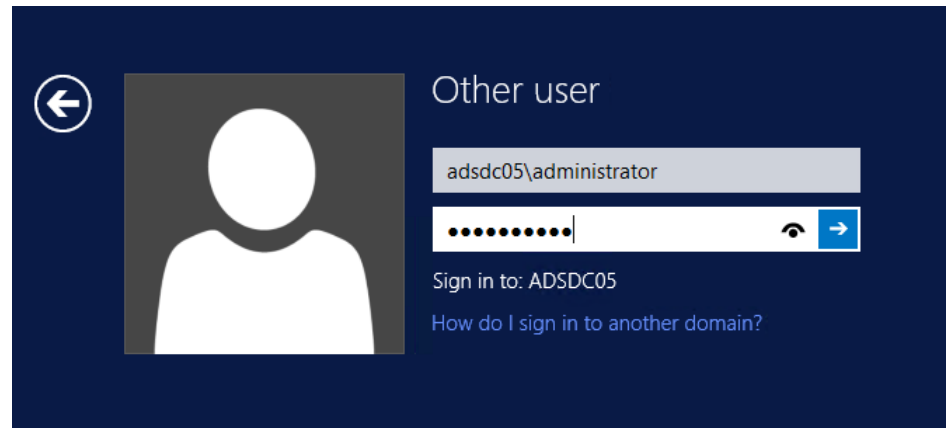 Other user
adsdc05\administrator
••••••••••
Sign in to: ADSDC05
How do I sign in to another domain?